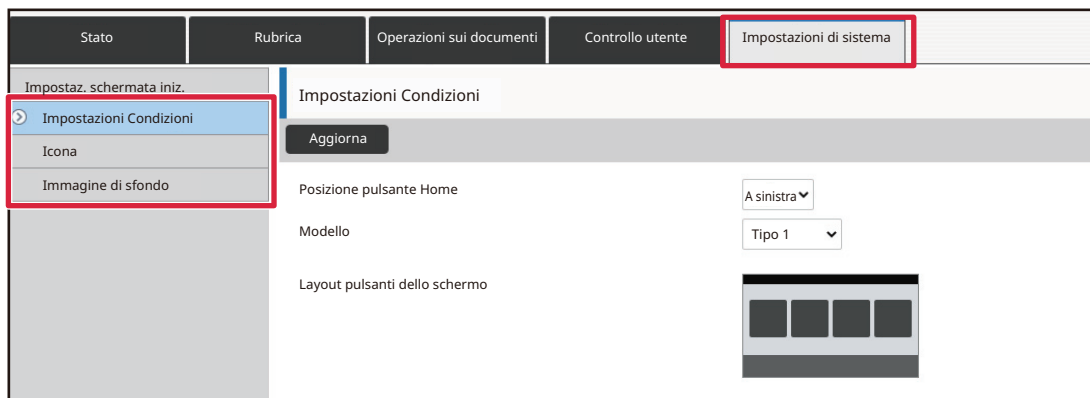 Stato
Rubrica
Operazioni sui documenti
Controllo utente
Impostazioni di sistema
Impostaz. schermata iniz.
Impostazioni Condizioni
Icona
Immagine di sfondo
Impostazioni Condizioni
Aggiorna
Posizione pulsante Home
A sinistra
Modello
Tipo 1
Layout pulsanti dello schermo